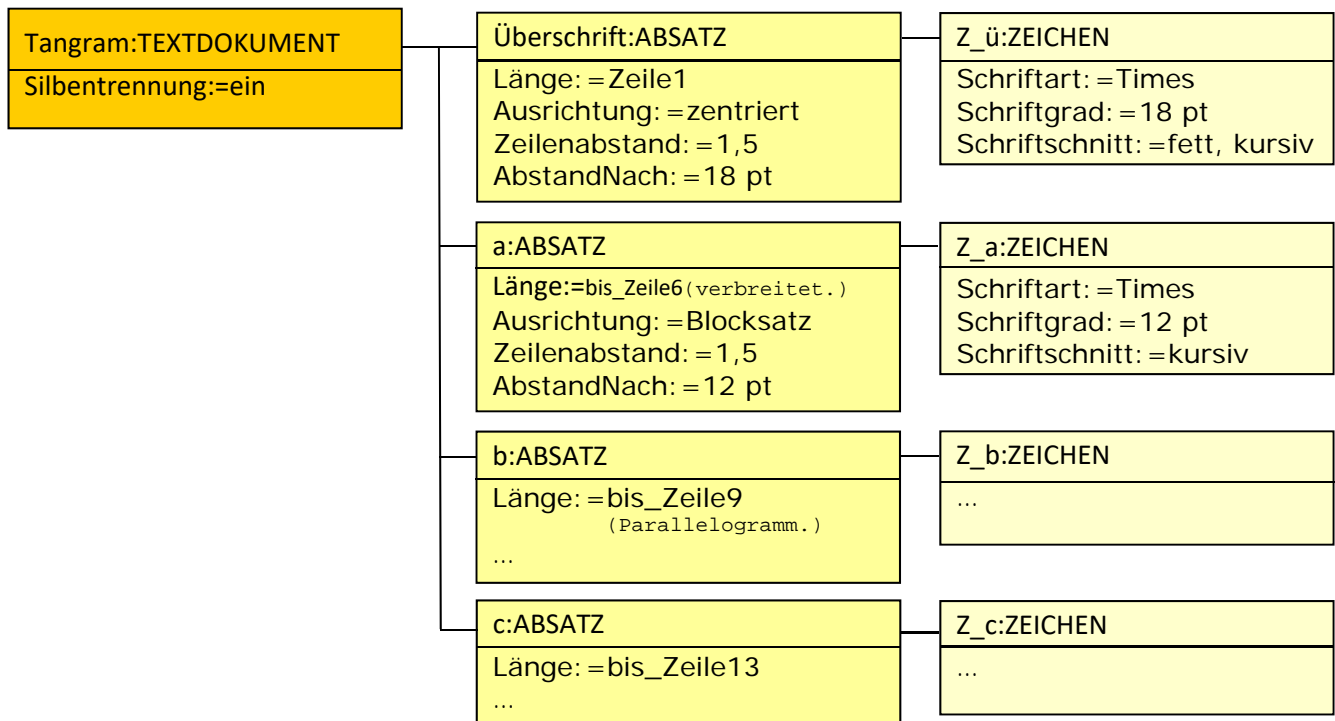 Tangram:TEXTDOKUMENT
Silbentrennung:=ein
Überschrift:ABSATZ
Länge:=Zeile1
Ausrichtung:=zentriert
Zeilenabstand:=1,5
AbstandNach:=18 pt
Z_ü:ZEICHEN
Schriftart:=Times
Schriftgrad:=18 pt
Schriftschnitt:=fett, kursiv
a:ABSATZ
Länge:=bis_Zeile6(verbreitet.)
Ausrichtung:=Blocksatz
Zeilenabstand:=1,5
AbstandNach:=12 pt
Z_a:ZEICHEN
Schriftart:=Times
Schriftgrad:=12 pt
Schriftschnitt:=kursiv
b:ABSATZ
Länge:=bis_Zeile9
(Parallelogramm.)
...
Z_b:ZEICHEN
...
c:ABSATZ
Länge:=bis_Zeile13
...
Z_c:ZEICHEN
...